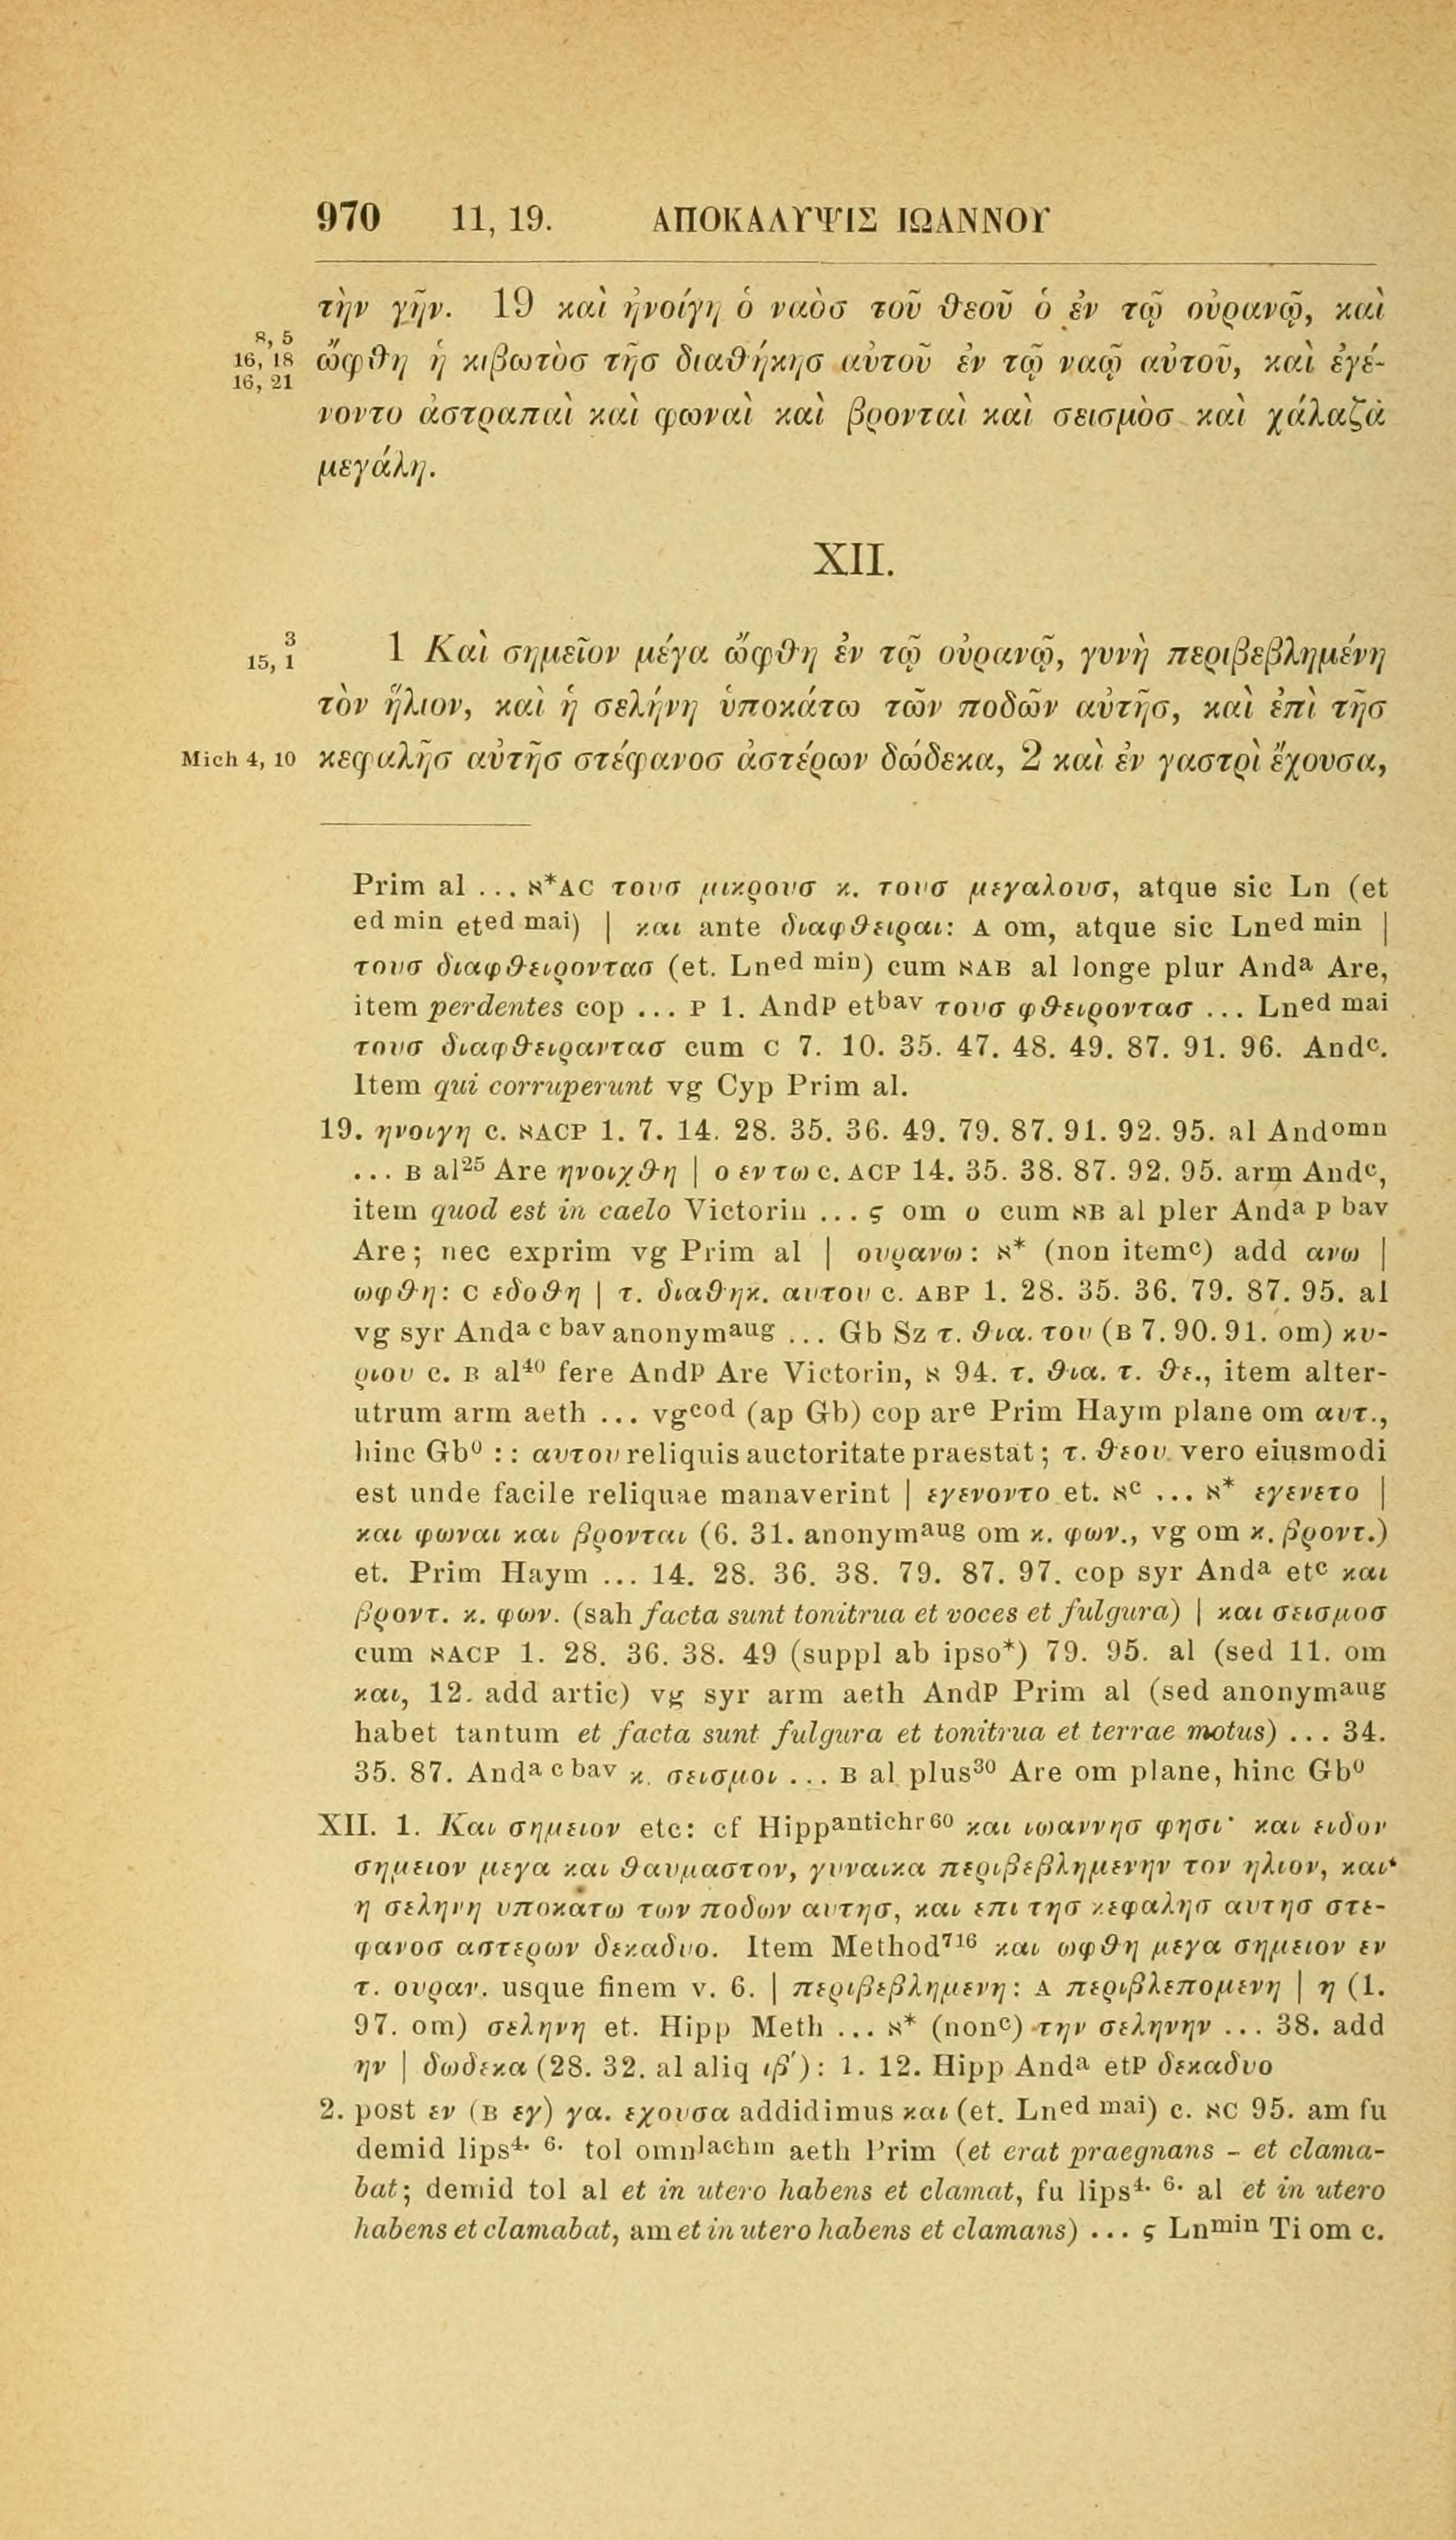 970 11, 19. ΑΠΟΚΑΛΥΨΙΣ ΙΩΑΝΝΟΥ
τὴν γῆν. 19 καὶ ἠνοίγη ὁ ναὸσ τοῦ θεοῦ ὁ ἐν τῷ οὐρανῷ, καὶ
8, 5
16, 18
16, 21
ὤφθη ἡ κιβωτὸσ τῆσ διαθήκησ αὐτοῦ ἐν τῷ ναῷ αὐτοῦ, καὶ ἐγέ-
νοντο ἀστραπαὶ καὶ φωναὶ καὶ βρονταὶ καὶ σεισμὸσ καὶ χάλαζα
μεγάλη.
XII.
3
15, 1
1 Καὶ σημεῖον μέγα ὤφθη ἐν τῷ οὐρανῷ, γυνὴ περιβεβλημένη
τὸν ἥλιον, καὶ ἡ σελήνη ὑποκάτω τῶν ποδῶν αὐτῆσ, καὶ ἐπὶ τῆσ
Mich 4, 10 κεφαλῆσ αὐτῆσ στέφανοσ ἀστέρων δώδεκα, 2 καὶ ἐν γαστρὶ ἔχουσα,
Prim al ... ℵ*AC τουσ μικρουσ κ. τουσ μεγαλουσ, atque sic Ln (et
ed min et ed mai) | και ante διαφθειραι: A om, atque sic Ln ed min |
τουσ διαφθειροντασ (et. Ln ed min) cum ℵAB al longe plur And a Are,
item perdentes cop ... P 1. And p et bav τουσ φθειροντασ ... Ln ed mai
τουσ διαφθειραντασ cum C 7. 10. 35. 47. 48. 49. 87. 91. 96. And c.
Item qui corruperunt vg Cyp Prim al.
19. ηνοιγη c. ℵACP 1. 7. 14. 28. 35. 36. 49. 79. 87. 91. 92. 95. al And omn
... B al25 Are ηνοιχθη | ο εν τω c. ACP 14. 35. 38. 87. 92. 95. arm And c,
item quod est in caelo Victorin ... ς om ο cum ℵB al pler And a p bav
Are; nec exprim vg Prim al | ουρανω: ℵ* (non item c) add ανω |
ωφθη: C εδοθη | τ. διαθηκ. αυτου c. ABP 1. 28. 35. 36. 79. 87. 95. al
vg syr And a c bav anonym aug ... Gb Sz τ. θια. του (B 7. 90. 91. om) κυ-
ριου c. B al40 fere And p Are Victorin, ℵ 94. τ. θια. τ. θε., item alter-
utrum arm aeth ... vg cod (ap Gb) cop are Prim Haym plane om αυτ.,
hinc Gb0 :: αυτου reliquis auctoritate praestat; τ. θεου vero eiusmodi
est unde facile reliquae manaverint | εγενοντο et. ℵc ... ℵ* εγενετο |
και φωναι και βρονται (6. 31. anonym aug om κ. φων., vg om κ. βροντ.)
et. Prim Haym ... 14. 28. 36. 38. 79. 87. 97. cop syr And a et c και
βροντ. κ. φων. (sah facta sunt tonitrua et voces et fulgura) | και σεισμοσ
cum ℵACP 1. 28. 36. 38. 49 (suppl ab ipso*) 79. 95. al (sed 11. om
και, 12. add artic) vg syr arm aeth And p Prim al (sed anonym aug
habet tantum et facta sunt fulgura et tonitrua et terrae motus) ... 34.
35. 87. And a c bav κ. σεισμοι ... B al plus30 Are om plane, hinc Gb0
XII. 1. Και σημειον etc: cf Hipp antichr 60 και ιωαννησ φησι· και ειδον
σημειον μεγα και θαυμαστον, γυναικα περιβεβλημενην τον ηλιον, και
η σεληνη υποκατω των ποδων αυτησ, και επι τησ κεφαλησ αυτησ στε-
φανοσ αστερων δεκαδυο. Item Method716 και ωφθη μεγα σημειον εν
τ. ουραν. usque finem v. 6. | περιβεβλημενη: A περιβλεπομενη | η (1.
97. om) σεληνη et. Hipp Meth ... ℵ* (non c) την σεληνην ... 38. add
ην | δωδεκα (28. 32. al aliq ιβ′): 1. 12. Hipp And a et p δεκαδυο
2. post εν (B εγ) γα. εχουσα addidimus και (et. Ln ed mai) c. ℵC 95. am fu
demid lips4. 6. tol omn lachm aeth Prim (et erat praegnans - et clama-
bat; demid tol al et in utero habens et clamat, fu lips4. 6. al et in utero
habens et clamabat, am et in utero habens et clamans) ... ς Ln min Ti om c.